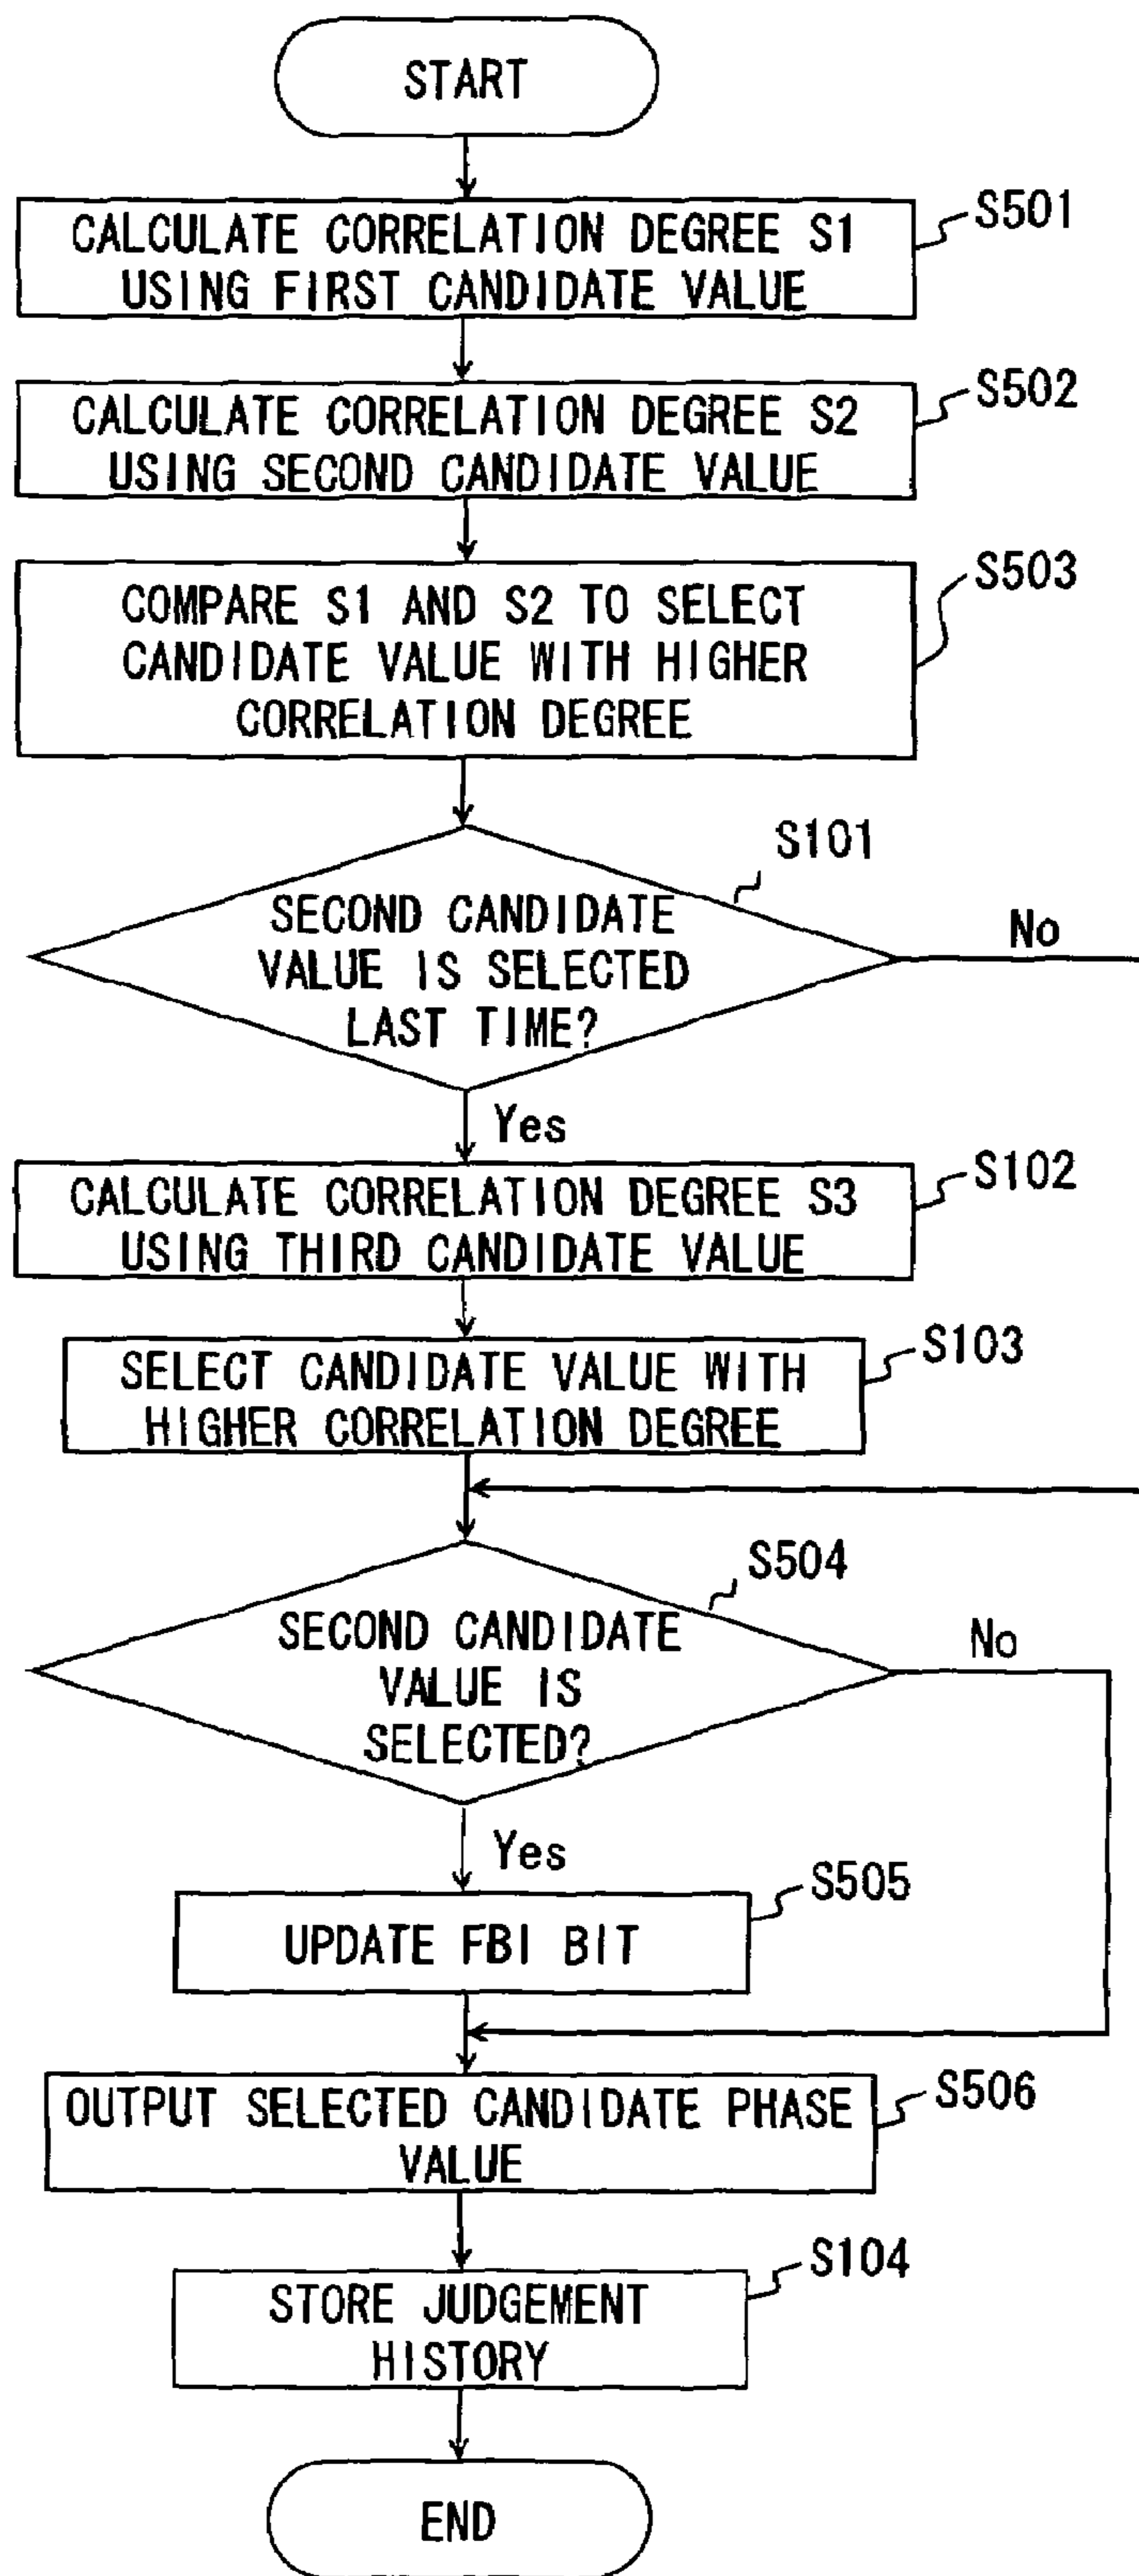 START
CALCULATE CORRELATION DEGREE S1
USING FIRST CANDIDATE VALUE
S501
CALCULATE CORRELATION DEGREE S2
USING SECOND CANDIDATE VALUE
S502
COMPARE S1 AND S2 TO SELECT
CANDIDATE VALUE WITH HIGHER
CORRELATION DEGREE
S503
S101
SECOND CANDIDATE
VALUE IS SELECTED
LAST TIME?
No
Yes
CALCULATE CORRELATION DEGREE S3
USING THIRD CANDIDATE VALUE
S102
SELECT CANDIDATE VALUE WITH
HIGHER CORRELATION DEGREE
S103
S504
SECOND CANDIDATE
VALUE IS
SELECTED?
No
Yes
UPDATE FBI BIT
S505
OUTPUT SELECTED CANDIDATE PHASE
VALUE
S506
STORE JUDGEMENT
HISTORY
S104
END